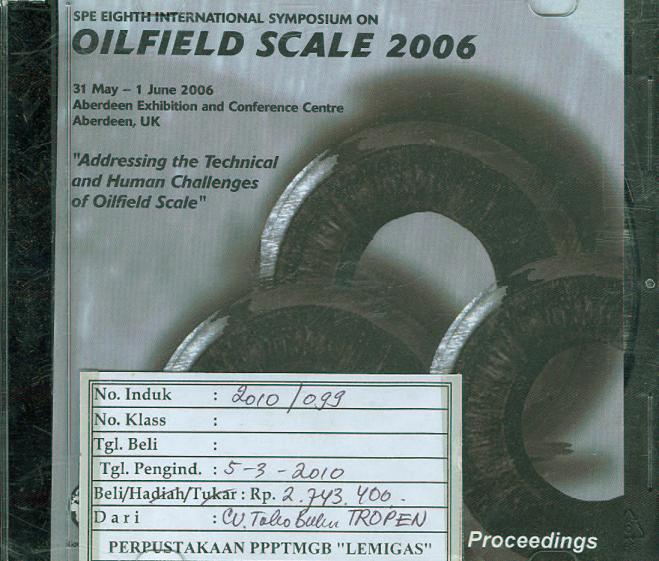 SPE EIGHTH INTERNATIONAL SYMPOSIUM ON
OILFIELD SCALE 2006
31 May – 1 June 2006
Aberdeen Exhibition and Conference Centre
Aberdeen, UK
"Addressing the Technical
and Human Challenges
of Oilfield Scale"
No. Induk : 2010/099
No. Klass :
Tgl. Beli :
Tgl. Pengind. : 5-3-2010
Beli/Hadiah/Tukar : Rp. 2.743.400.
Dari : CV. Toko Buku TROPEN
PERPUSTAKAAN PPPTMGB "LEMIGAS"
Proceedings